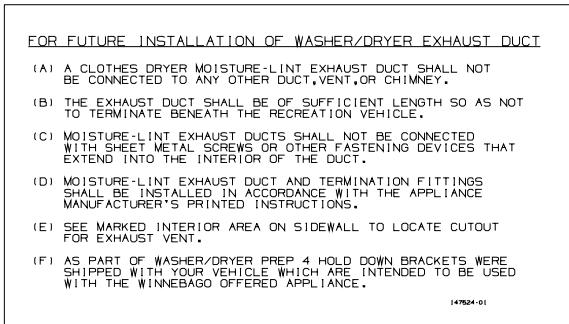 FOR FUTURE INSTALLATION OF WASHER/DRYER EXHAUST DUCT
(A) A CLOTHES DRYER MOISTURE-LINT EXHAUST DUCT SHALL NOT
BE CONNECTED TO ANY OTHER DUCT,VENT,OR CHIMNEY.
(B) THE EXHAUST DUCT SHALL BE OF SUFFICIENT LENGTH SO AS NOT
TO TERMINATE BENEATH THE RECREATION VEHICLE.
(C) MOISTURE-LINT EXHAUST DUCTS SHALL NOT BE CONNECTED
WITH SHEET METAL SCREWS OR OTHER FASTENING DEVICES THAT
EXTEND INTO THE INTERIOR OF THE DUCT.
(D) MOISTURE-LINT EXHAUST DUCT AND TERMINATION FITTINGS
SHALL BE INSTALLED IN ACCORDANCE WITH THE APPLIANCE
MANUFACTURER'S PRINTED INSTRUCTIONS.
(E) SEE MARKED INTERIOR AREA ON SIDEWALL TO LOCATE CUTOUT
FOR EXHAUST VENT.
(F) AS PART OF WASHER/DRYER PREP 4 HOLD DOWN BRACKETS WERE
SHIPPED WITH YOUR VEHICLE WHICH ARE INTENDED TO BE USED
WITH THE WINNEBAGO OFFERED APPLIANCE.
147524-01